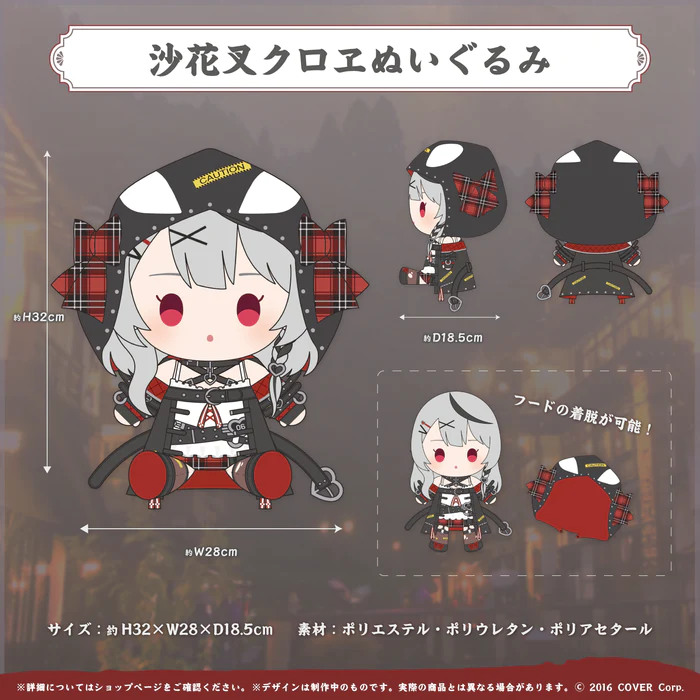 沙花叉クロヱぬいぐるみ
CAUTION
約H32cm
約D18.5cm
06
フードの着脱が可能！
CAUTION
約W28cm
サイズ：約H32×W28×D18.5cm
素材：ポリエステル・ポリウレタン・ポリアセタール
※詳細についてはショップページをご確認ください。※デザインは制作中のものです。実際の商品とは異なる場合があります。© 2016 COVER Corp.